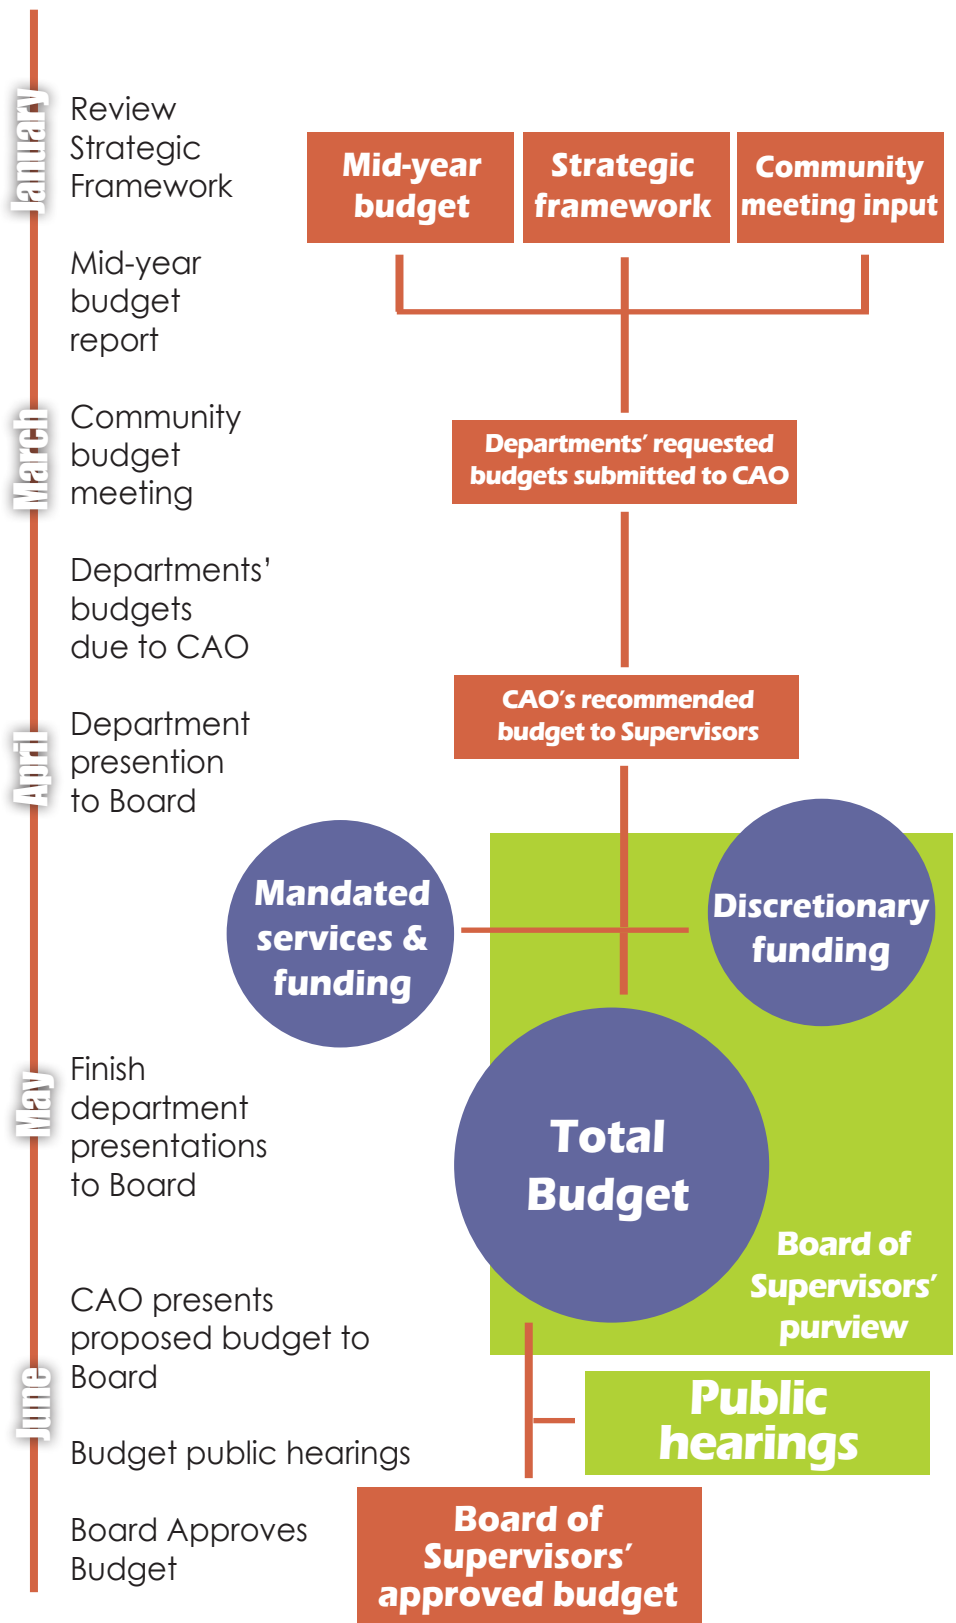 January
Review
Strategic
Framework
Mid-year
budget
report
March
Community
budget
meeting
Departments’
budgets
due to CAO
April
Department
presention
to Board
May
Finish
department
presentations
to Board
June
CAO presents
proposed budget to
Board
Budget public hearings
Board Approves
Budget
Mid-year
budget
Strategic
framework
Community
meeting input
Departments’ requested
budgets submitted to CAO
CAO’s recommended
budget to Supervisors
Mandated
services &
funding
Discretionary
funding
Total
Budget
Board of
Supervisors’
purview
Public
hearings
Board of
Supervisors’
approved budget